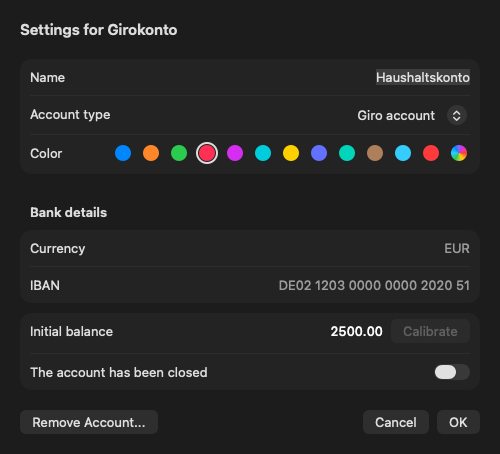 Settings for Girokonto
Name Haushaltskonto
Account type Giro account
Color
Bank details
Currency EUR
IBAN DE02 1203 0000 0000 2020 51
Initial balance 2500.00 Calibrate
The account has been closed
Remove Account... Cancel OK